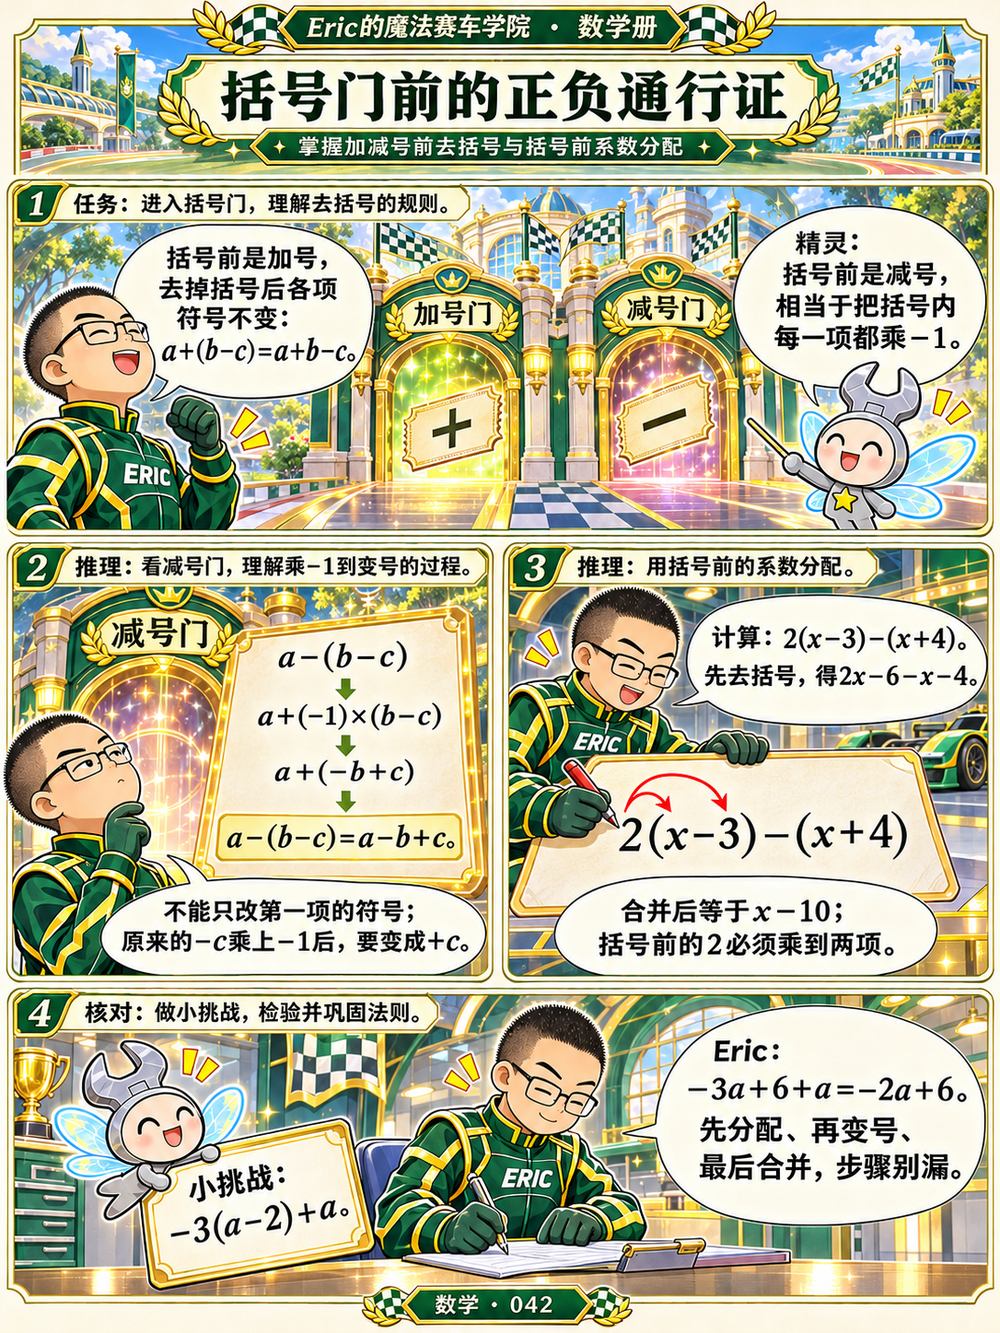 Eric的魔法赛车学院 · 数学册
括号门前的正负通行证
掌握加减号前去括号与括号前系数分配
1 任务：进入括号门，理解去括号的规则。
括号前是加号，
去掉括号后各项
符号不变：
a+(b−c)=a+b−c。
加号门
+
减号门
−
精灵：
括号前是减号，
相当于把括号内
每一项都乘−1。
ERIC
2 推理：看减号门，理解乘−1到变号的过程。
减号门
a−(b−c)
a+(−1)×(b−c)
a+(−b+c)
a−(b−c)=a−b+c。
不能只改第一项的符号；
原来的−c乘上−1后，要变成+c。
3 推理：用括号前的系数分配。
计算：2(x−3)−(x+4)。
先去括号，得2x−6−x−4。
ERIC
2(x−3)−(x+4)
合并后等于x−10；
括号前的2必须乘到两项。
4 核对：做小挑战，检验并巩固法则。
小挑战：
−3(a−2)+a。
ERIC
Eric：
−3a+6+a=−2a+6。
先分配、再变号、
最后合并，步骤别漏。
数学 · 042